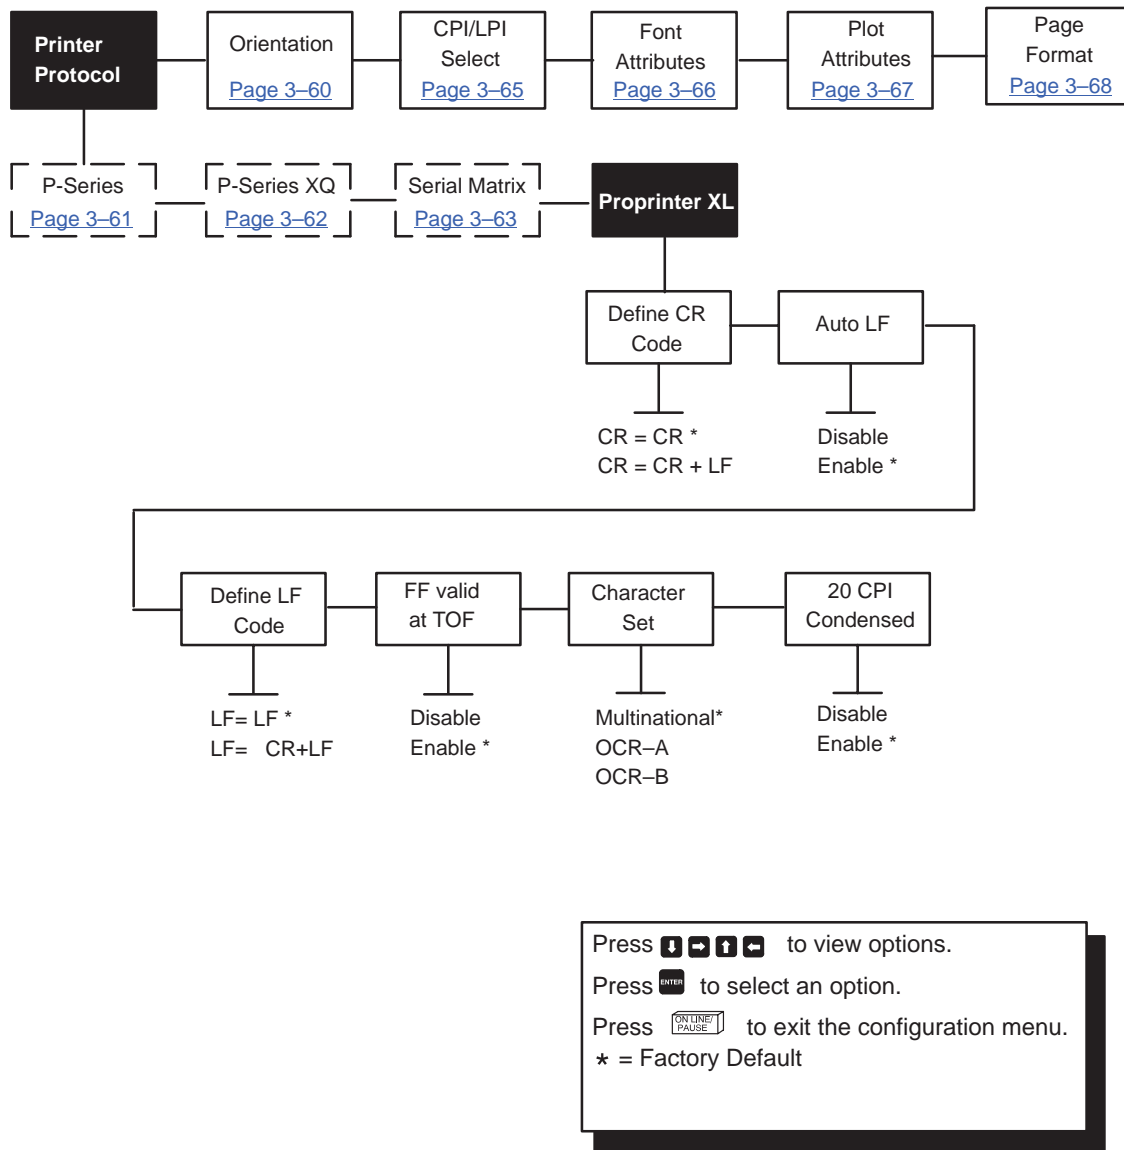 Printer
Protocol
Orientation
Page 3–60
CPI/LPI
Select
Page 3–65
Font
Attributes
Page 3–66
Plot
Attributes
Page 3–67
Page
Format
Page 3–68
P-Series
Page 3–61
P-Series XQ
Page 3–62
Serial Matrix
Page 3–63
Proprinter XL
Define CR
Code
Auto LF
CR = CR *
CR = CR + LF
Disable
Enable *
Define LF
Code
FF valid
at TOF
Character
Set
20 CPI
Condensed
LF= LF *
LF= CR+LF
Disable
Enable *
Multinational*
OCR–A
OCR–B
Disable
Enable *
Press to view options.
Press ENTER to select an option.
Press ON LINE/ PAUSE to exit the configuration menu.
* = Factory Default